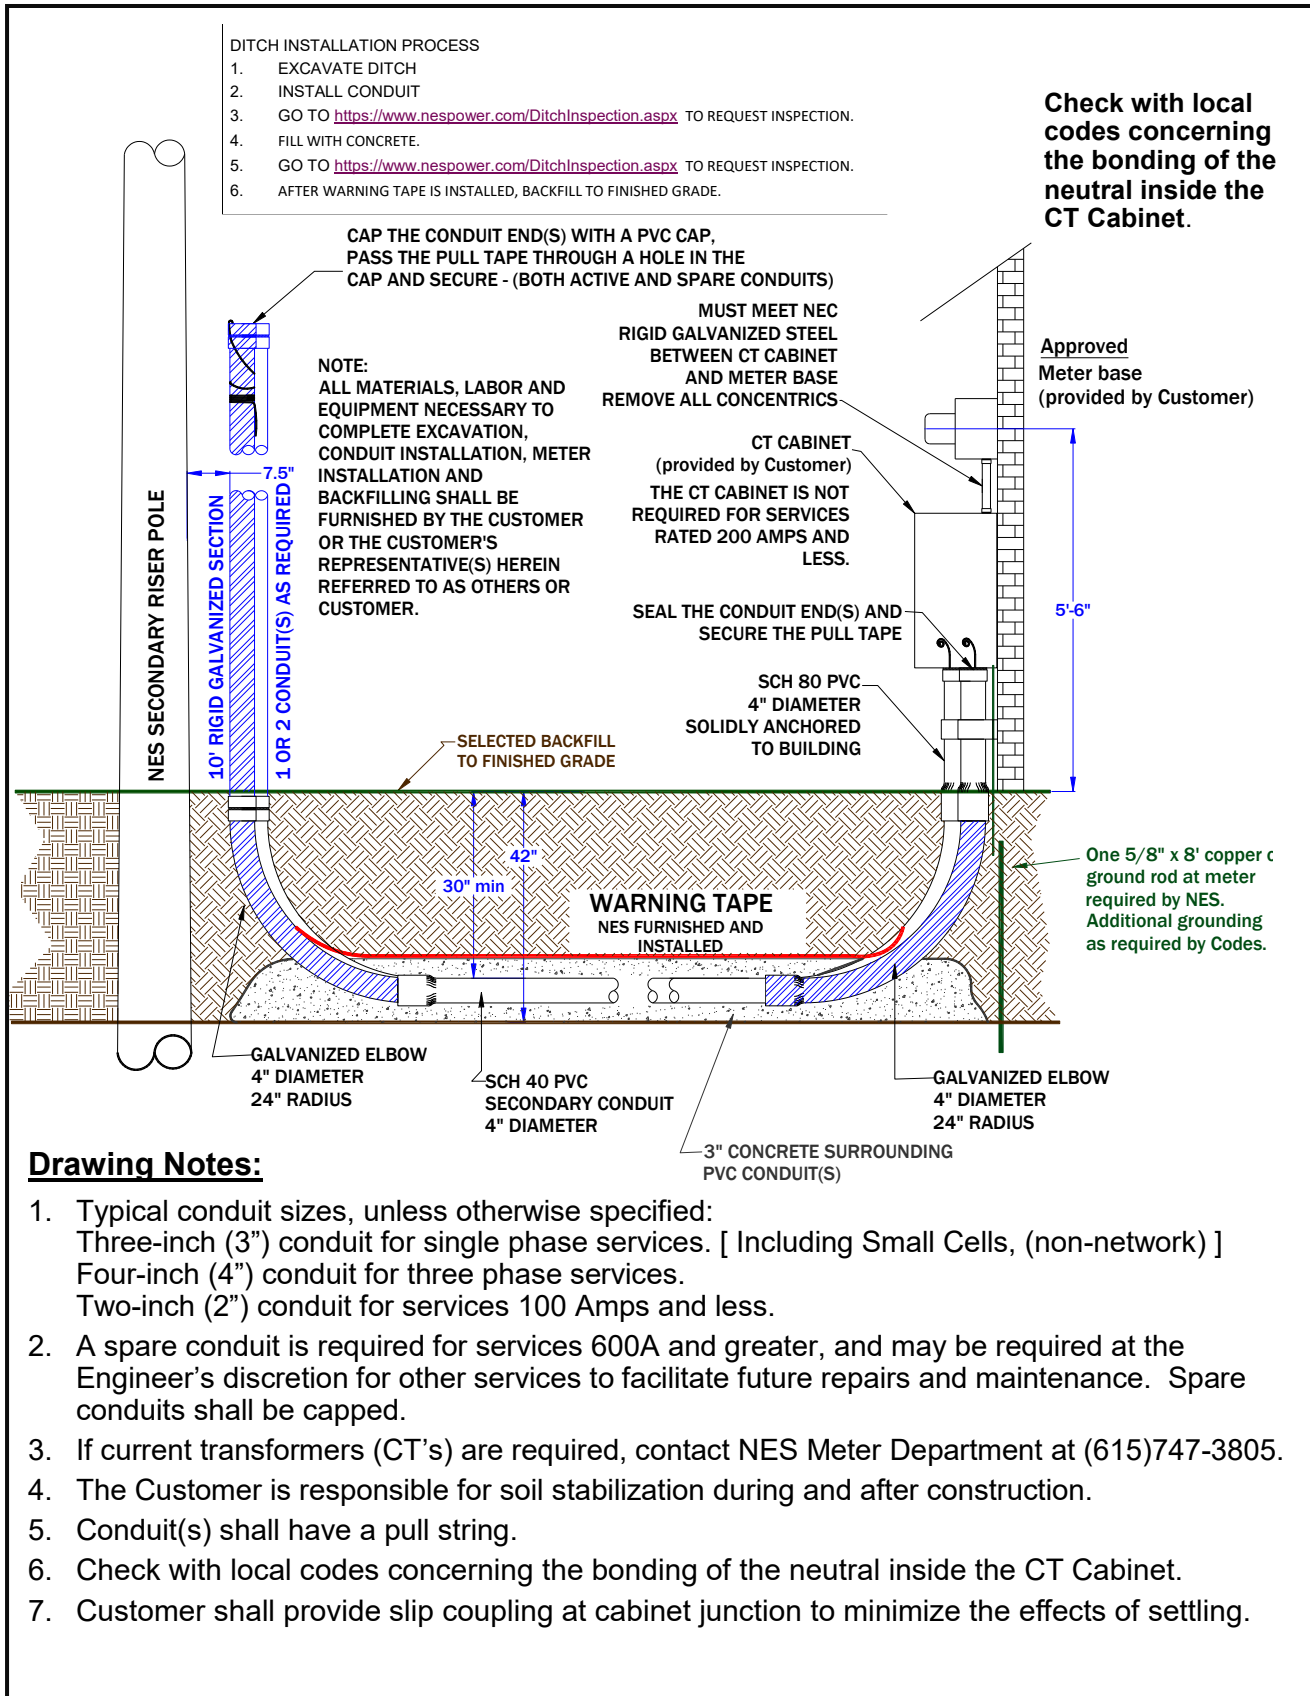 DITCH INSTALLATION PROCESS
1. EXCAVATE DITCH
2. INSTALL CONDUIT
3. GO TO https://www.nespower.com/DitchInspection.aspx TO REQUEST INSPECTION.
4. FILL WITH CONCRETE.
5. GO TO https://www.nespower.com/DitchInspection.aspx TO REQUEST INSPECTION.
6. AFTER WARNING TAPE IS INSTALLED, BACKFILL TO FINISHED GRADE.
Check with local
codes concerning
the bonding of the
neutral inside the
CT Cabinet.
CAP THE CONDUIT END(S) WITH A PVC CAP,
PASS THE PULL TAPE THROUGH A HOLE IN THE
CAP AND SECURE - (BOTH ACTIVE AND SPARE CONDUITS)
MUST MEET NEC
RIGID GALVANIZED STEEL
BETWEEN CT CABINET
AND METER BASE
REMOVE ALL CONCENTRICS
Approved
Meter base
(provided by Customer)
NOTE:
ALL MATERIALS, LABOR AND
EQUIPMENT NECESSARY TO
COMPLETE EXCAVATION,
CONDUIT INSTALLATION, METER
INSTALLATION AND
BACKFILLING SHALL BE
FURNISHED BY THE CUSTOMER
OR THE CUSTOMER'S
REPRESENTATIVE(S) HEREIN
REFERRED TO AS OTHERS OR
CUSTOMER.
CT CABINET
(provided by Customer)
THE CT CABINET IS NOT
REQUIRED FOR SERVICES
RATED 200 AMPS AND
LESS.
7.5"
NES SECONDARY RISER POLE
10' RIGID GALVANIZED SECTION
1 OR 2 CONDUIT(S) AS REQUIRED
5'-6"
SEAL THE CONDUIT END(S) AND
SECURE THE PULL TAPE
SCH 80 PVC
4" DIAMETER
SOLIDLY ANCHORED
TO BUILDING
SELECTED BACKFILL
TO FINISHED GRADE
42"
30" min
WARNING TAPE
NES FURNISHED AND
INSTALLED
One 5/8" x 8' copper c
ground rod at meter
required by NES.
Additional grounding
as required by Codes.
GALVANIZED ELBOW
4" DIAMETER
24" RADIUS
SCH 40 PVC
SECONDARY CONDUIT
4" DIAMETER
GALVANIZED ELBOW
4" DIAMETER
24" RADIUS
3" CONCRETE SURROUNDING
PVC CONDUIT(S)
Drawing Notes:
1. Typical conduit sizes, unless otherwise specified:
Three-inch (3”) conduit for single phase services. [ Including Small Cells, (non-network) ]
Four-inch (4”) conduit for three phase services.
Two-inch (2”) conduit for services 100 Amps and less.
2. A spare conduit is required for services 600A and greater, and may be required at the
Engineer’s discretion for other services to facilitate future repairs and maintenance. Spare
conduits shall be capped.
3. If current transformers (CT’s) are required, contact NES Meter Department at (615)747-3805.
4. The Customer is responsible for soil stabilization during and after construction.
5. Conduit(s) shall have a pull string.
6. Check with local codes concerning the bonding of the neutral inside the CT Cabinet.
7. Customer shall provide slip coupling at cabinet junction to minimize the effects of settling.